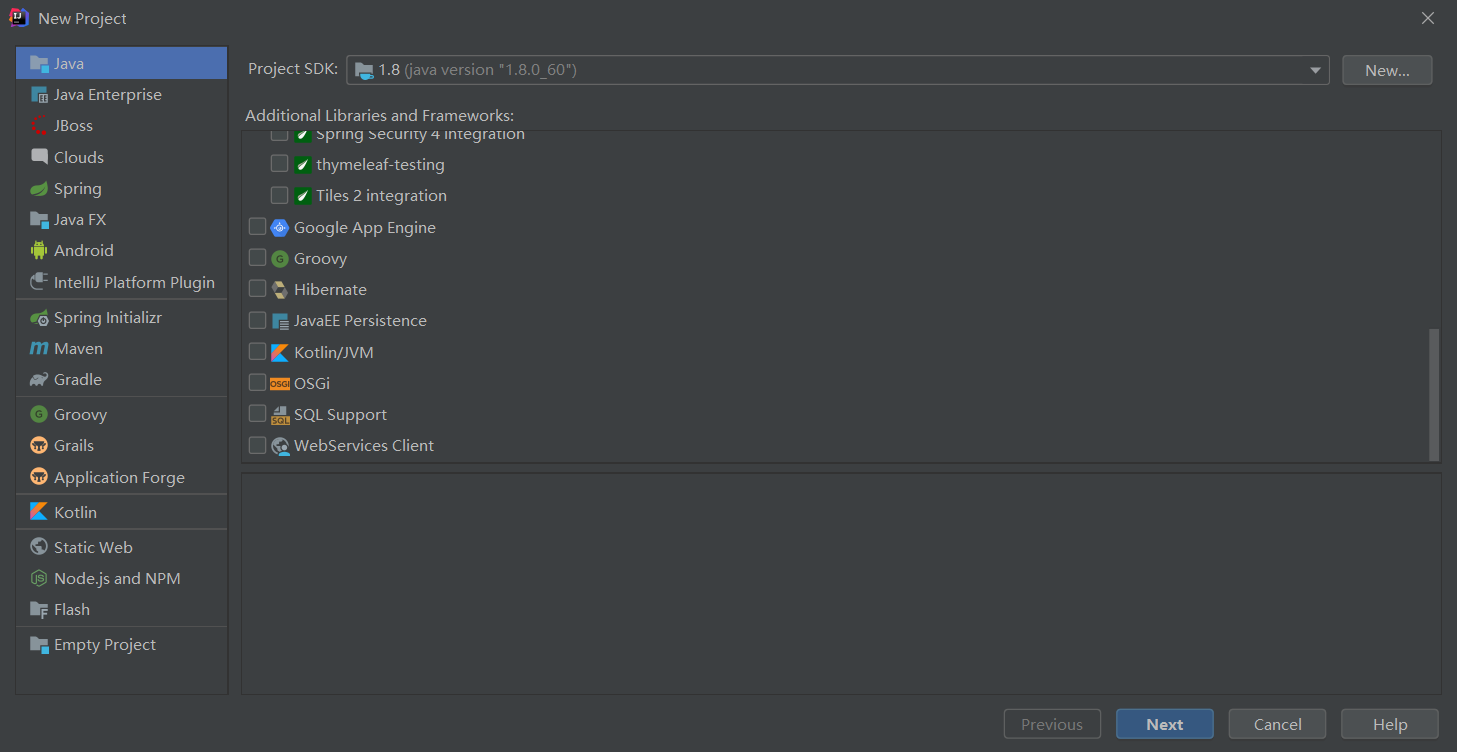 New Project
Java
Java Enterprise
JBoss
Clouds
Spring
Java FX
Android
IntelliJ Platform Plugin
Spring Initializr
Maven
Gradle
Groovy
Grails
Application Forge
Kotlin
Static Web
Node.js and NPM
Flash
Empty Project
Project SDK: 1.8 (java version "1.8.0_60") New...
Additional Libraries and Frameworks:
Spring Security 4 integration
thymeleaf-testing
Tiles 2 integration
Google App Engine
Groovy
Hibernate
JavaEE Persistence
Kotlin/JVM
OSGi
SQL Support
WebServices Client
Previous Next Cancel Help